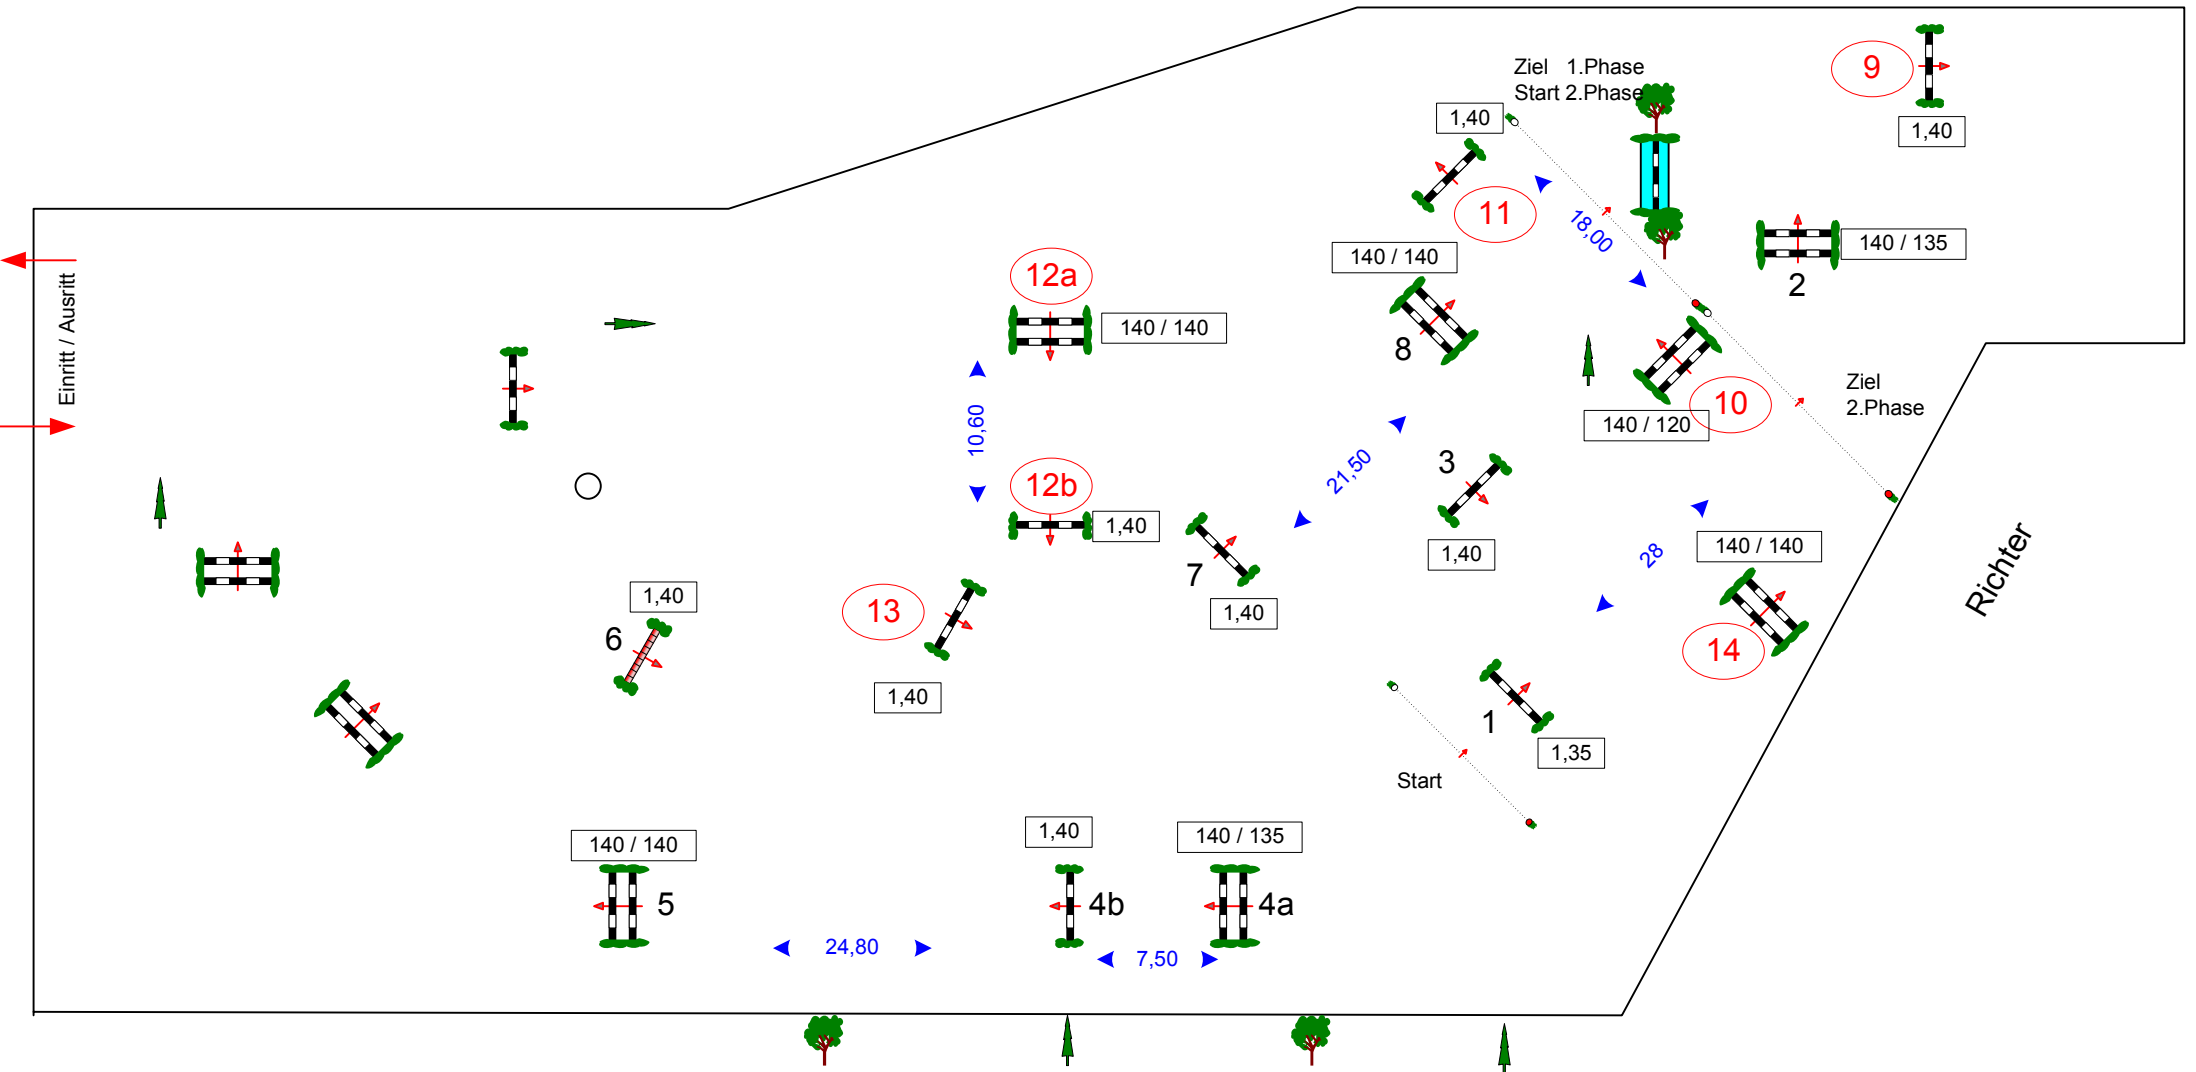 Ziel 1.Phase
Start 2.Phase
9
1,40
1,40
11
18,00
140 / 135
2
140 / 140
8
12a
140 / 140
Einritt / Ausritt
10,60
10
140 / 120
Ziel
2.Phase
3
1,40
21,50
12b
1,40
7
1,40
28
140 / 140
14
Richter
1,40
6
13
1,40
1
1,35
Start
140 / 140
5
1,40
4b
140 / 135
4a
24,80
7,50